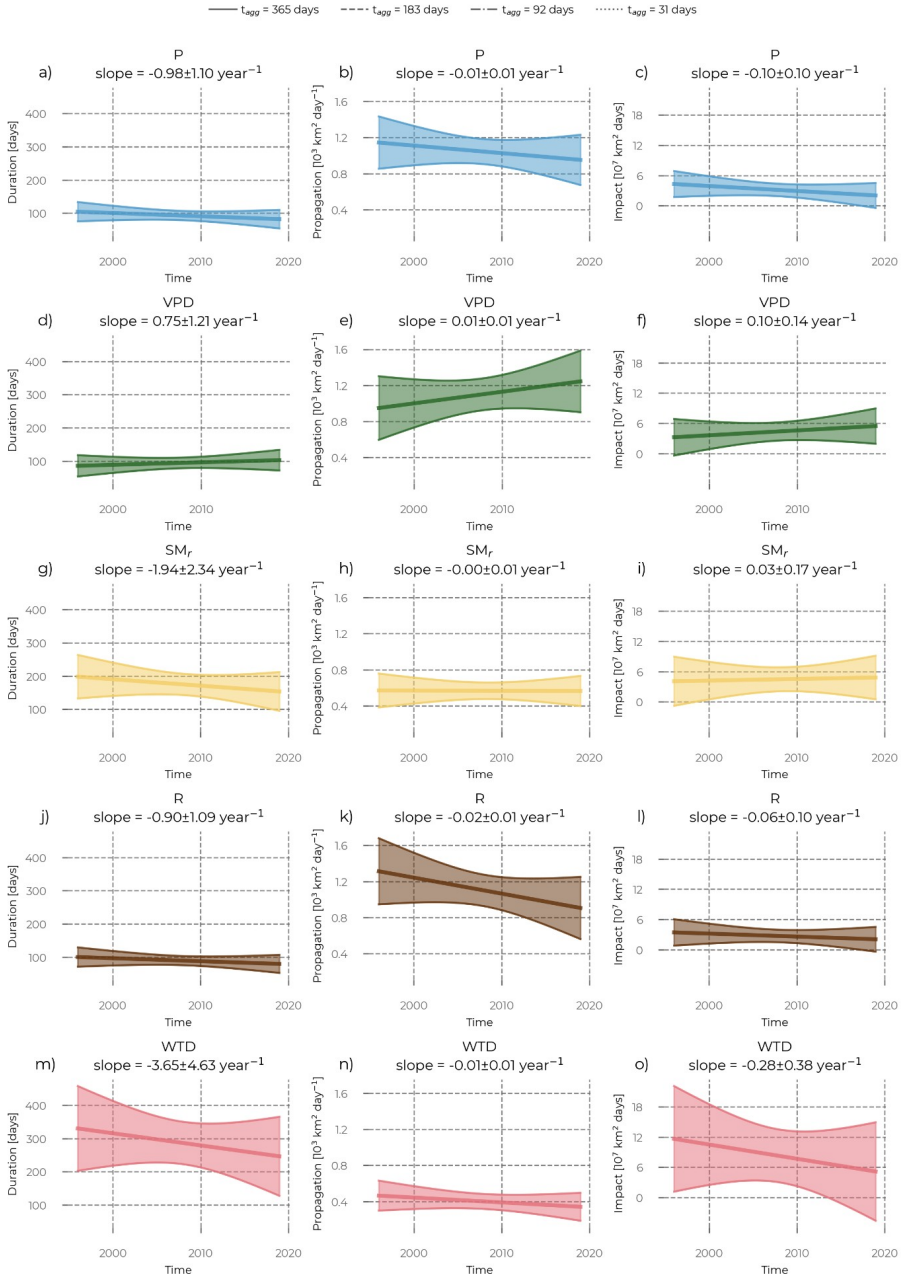 t_agg = 365 days t_agg = 183 days t_agg = 92 days t_agg = 31 days
P
a) slope = -0.98±1.10 year⁻¹
Duration [days]
400
300
200
100
2000 2010 2020
Time
P
b) slope = -0.01±0.01 year⁻¹
Propagation [10³ km² day⁻¹]
1.6
1.2
0.8
0.4
2000 2010 2020
Time
P
c) slope = -0.10±0.10 year⁻¹
Impact [10⁷ km² days]
18
12
6
0
2000 2010 2020
Time
VPD
d) slope = 0.75±1.21 year⁻¹
Duration [days]
400
300
200
100
2000 2010 2020
Time
VPD
e) slope = 0.01±0.01 year⁻¹
Propagation [10³ km² day⁻¹]
1.6
1.2
0.8
0.4
2000 2010 2020
Time
VPD
f) slope = 0.10±0.14 year⁻¹
Impact [10⁷ km² days]
18
12
6
0
2000 2010 2020
Time
SM_r
g) slope = -1.94±2.34 year⁻¹
Duration [days]
400
300
200
100
2000 2010 2020
Time
SM_r
h) slope = -0.00±0.01 year⁻¹
Propagation [10³ km² day⁻¹]
1.6
1.2
0.8
0.4
2000 2010 2020
Time
SM_r
i) slope = 0.03±0.17 year⁻¹
Impact [10⁷ km² days]
18
12
6
0
2000 2010 2020
Time
R
j) slope = -0.90±1.09 year⁻¹
Duration [days]
400
300
200
100
2000 2010 2020
Time
R
k) slope = -0.02±0.01 year⁻¹
Propagation [10³ km² day⁻¹]
1.6
1.2
0.8
0.4
2000 2010 2020
Time
R
l) slope = -0.06±0.10 year⁻¹
Impact [10⁷ km² days]
18
12
6
0
2000 2010 2020
Time
WTD
m) slope = -3.65±4.63 year⁻¹
Duration [days]
400
300
200
100
2000 2010 2020
Time
WTD
n) slope = -0.01±0.01 year⁻¹
Propagation [10³ km² day⁻¹]
1.6
1.2
0.8
0.4
2000 2010 2020
Time
WTD
o) slope = -0.28±0.38 year⁻¹
Impact [10⁷ km² days]
18
12
6
0
2000 2010 2020
Time